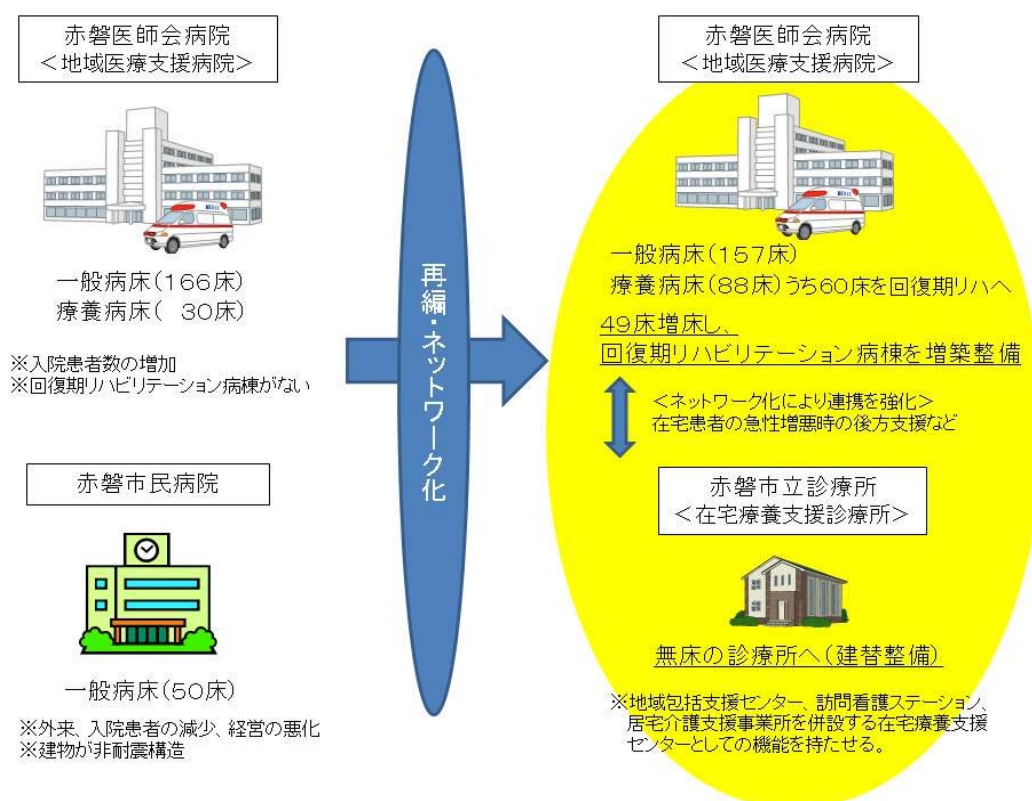 赤磐医師会病院
＜地域医療支援病院＞
一般病床(166床)
療養病床( 30床)
※入院患者数の増加
※回復期リハビリテーション病棟がない
赤磐市民病院
一般病床(50床)
※外来、入院患者の減少、経営の悪化
※建物が非耐震構造
再編・ネットワーク化
赤磐医師会病院
＜地域医療支援病院＞
一般病床(157床)
療養病床(88床)うち60床を回復期リハへ
49床増床し、
回復期リハビリテーション病棟を増築整備
＜ネットワーク化により連携を強化＞
在宅患者の急性増悪時の後方支援など
赤磐市立診療所
＜在宅療養支援診療所＞
無床の診療所へ(建替整備)
※地域包括支援センター、訪問看護ステーション、
居宅介護支援事業所を併設する在宅療養支援
センターとしての機能を持たせる。